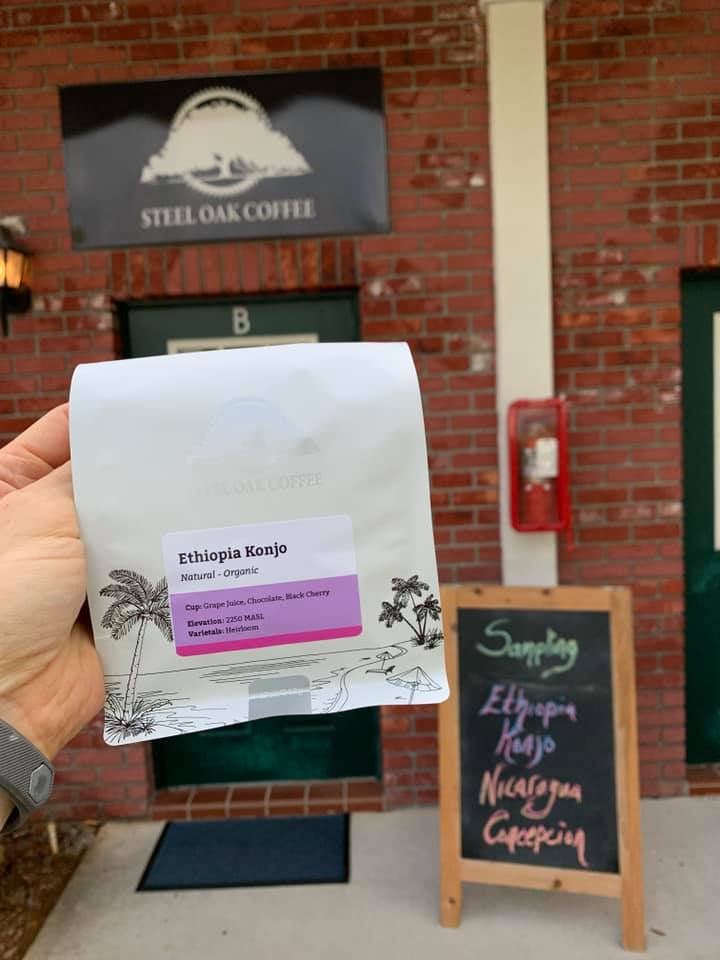 STEEL OAK COFFEE
B
STEEL OAK COFFEE
Ethiopia Konjo
Natural - Organic
Cup: Grape Juice, Chocolate, Black Cherry
Elevation: 2250 MASL
Varietals: Heirloom
Sampling
Ethiopia
Konjo
Nicaragua
Concepcion